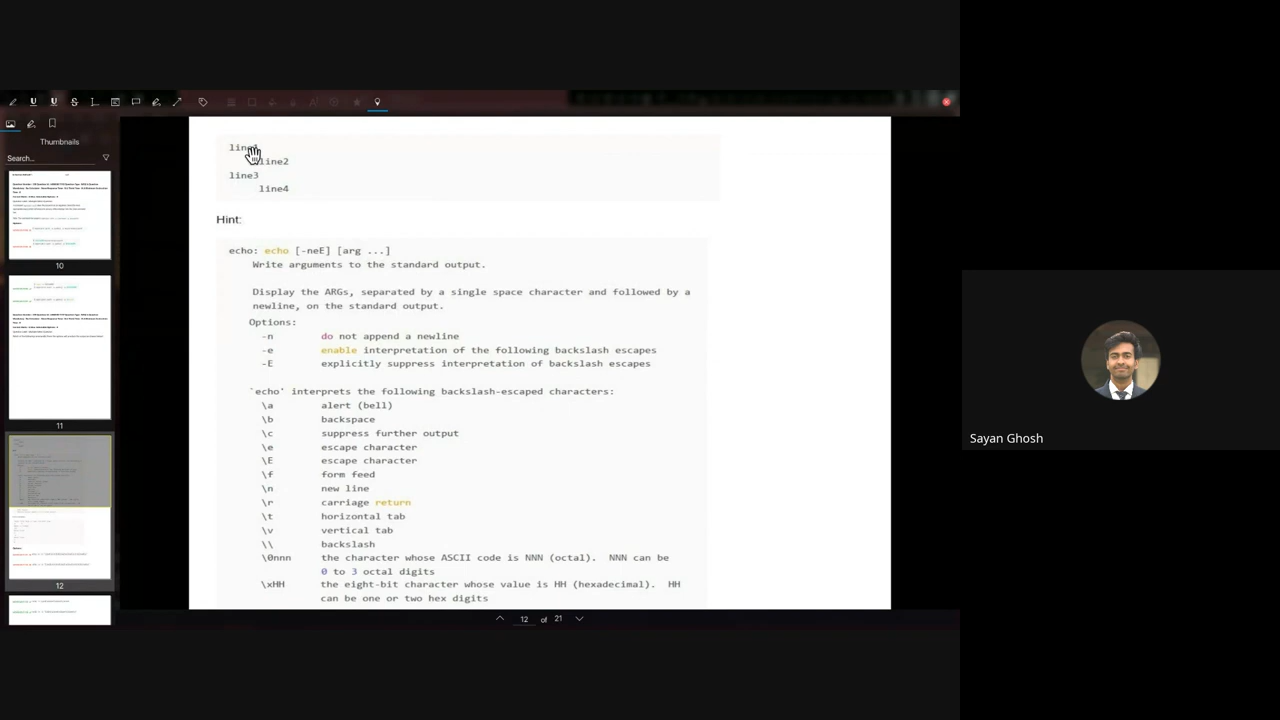 Thumbnails
Search...
10
11
12
line1
line2
line3
line4
Hint:
echo: echo [-neE] [arg ...]
Write arguments to the standard output.
Display the ARGs, separated by a single space character and followed by a
newline, on the standard output.
Options:
-n do not append a newline
-e enable interpretation of the following backslash escapes
-E explicitly suppress interpretation of backslash escapes
`echo' interprets the following backslash-escaped characters:
\a alert (bell)
\b backspace
\c suppress further output
\e escape character
\E escape character
\f form feed
\n new line
\r carriage return
\t horizontal tab
\v vertical tab
\\ backslash
\0nnn the character whose ASCII code is NNN (octal). NNN can be
0 to 3 octal digits
\xHH the eight-bit character whose value is HH (hexadecimal). HH
can be one or two hex digits
12 of 21
Sayan Ghosh